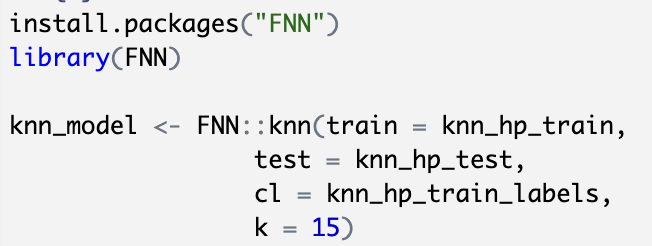 install.packages("FNN")
library(FNN)
knn_model <- FNN::knn(train = knn_hp_train,
test = knn_hp_test,
cl = knn_hp_train_labels,
k = 15)